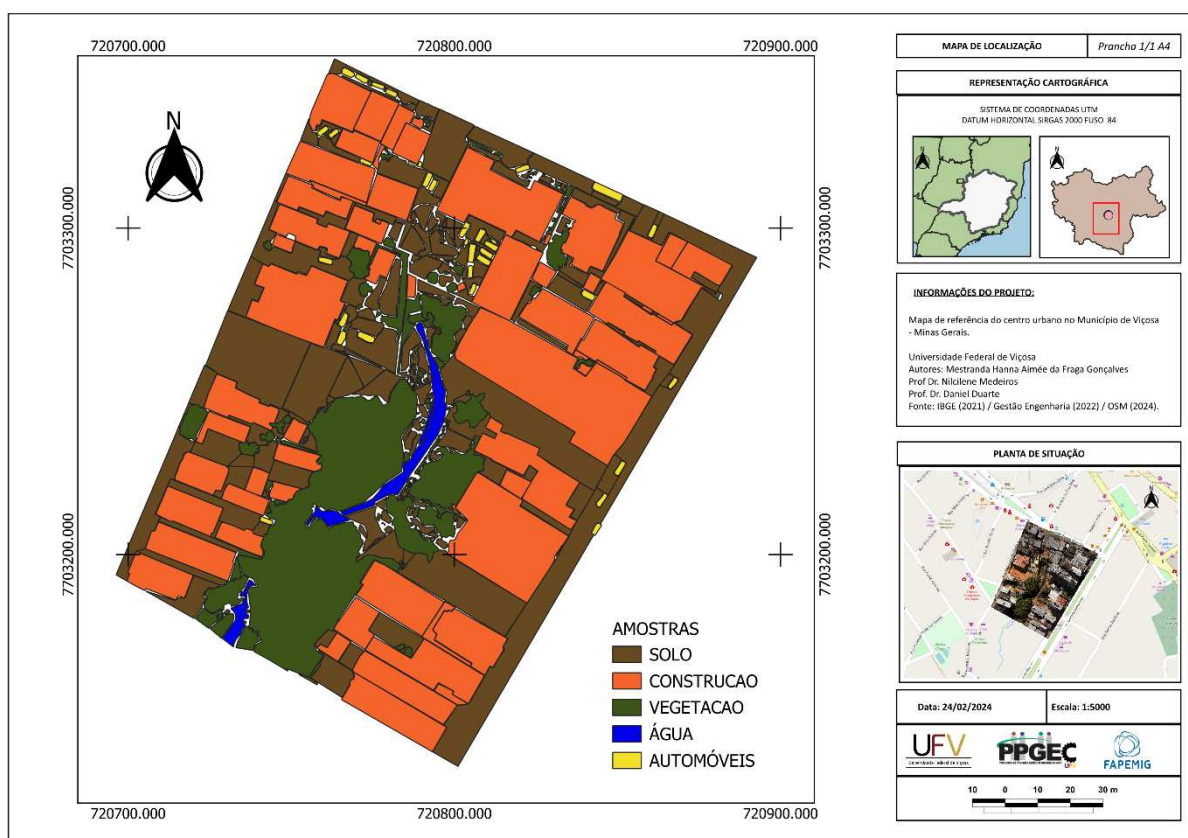 720700.000
720800.000
720900.000
N
7703300.000
7703300.000
7703200.000
7703200.000
AMOSTRAS
SOLO
CONSTRUCAO
VEGETACAO
ÁGUA
AUTOMÓVEIS
720700.000
720800.000
720900.000
MAPA DE LOCALIZAÇÃO
Prancha 1/1 A4
REPRESENTAÇÃO CARTOGRÁFICA
SISTEMA DE COORDENADAS UTM
DATUM HORIZONTAL SIRGAS 2000 FUSO 84
N
N
INFORMAÇÕES DO PROJETO:
Mapa de referência do centro urbano no Município de Viçosa
- Minas Gerais.
Universidade Federal de Viçosa
Autores: Mestranda Hanna Aimée da Fraga Gonçalves
Prof Dr. Nilcilene Medeiros
Prof. Dr. Daniel Duarte
Fonte: IBGE (2021) / Gestão Engenharia (2022) / OSM (2024).
PLANTA DE SITUAÇÃO
N
Data: 24/02/2024
Escala: 1:5000
UFV
Universidade Federal de Viçosa
PPGEC
UFV
FAPEMIG
10 0 10 20 30 m